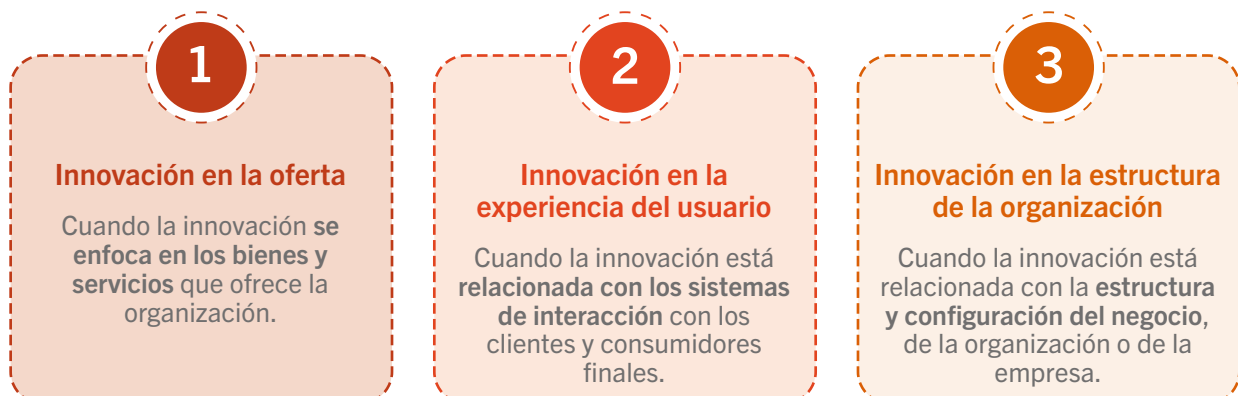 1
Innovación en la oferta
Cuando la innovación se
enfoca en los bienes y
servicios que ofrece la
organización.
2
Innovación en la
experiencia del usuario
Cuando la innovación está
relacionada con los sistemas
de interacción con los
clientes y consumidores
finales.
3
Innovación en la estructura
de la organización
Cuando la innovación está
relacionada con la estructura
y configuración del negocio,
de la organización o de la
empresa.